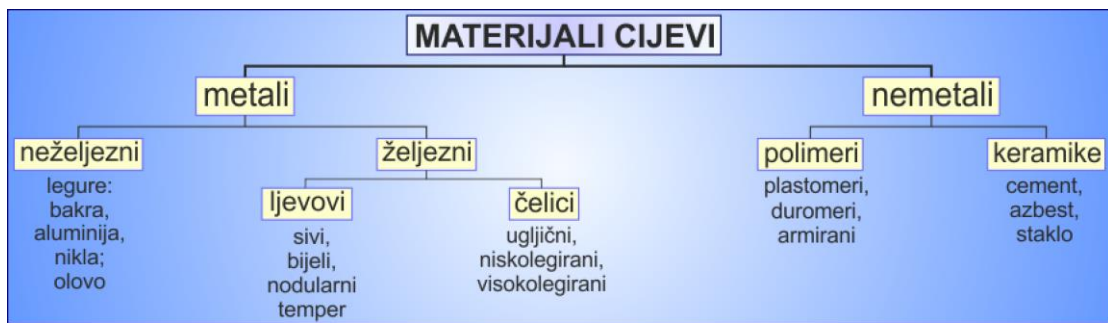 MATERIJALI CIJEVI
metali
nemetali
neželjezni
željezni
polimeri
keramike
legure:
bakra,
aluminija,
nikla;
olovo
ljevovi
sivi,
bijeli,
nodularni
temper
čelici
ugljični,
niskolegirani,
visokolegirani
plastomeri,
duromeri,
armirani
cement,
azbest,
staklo